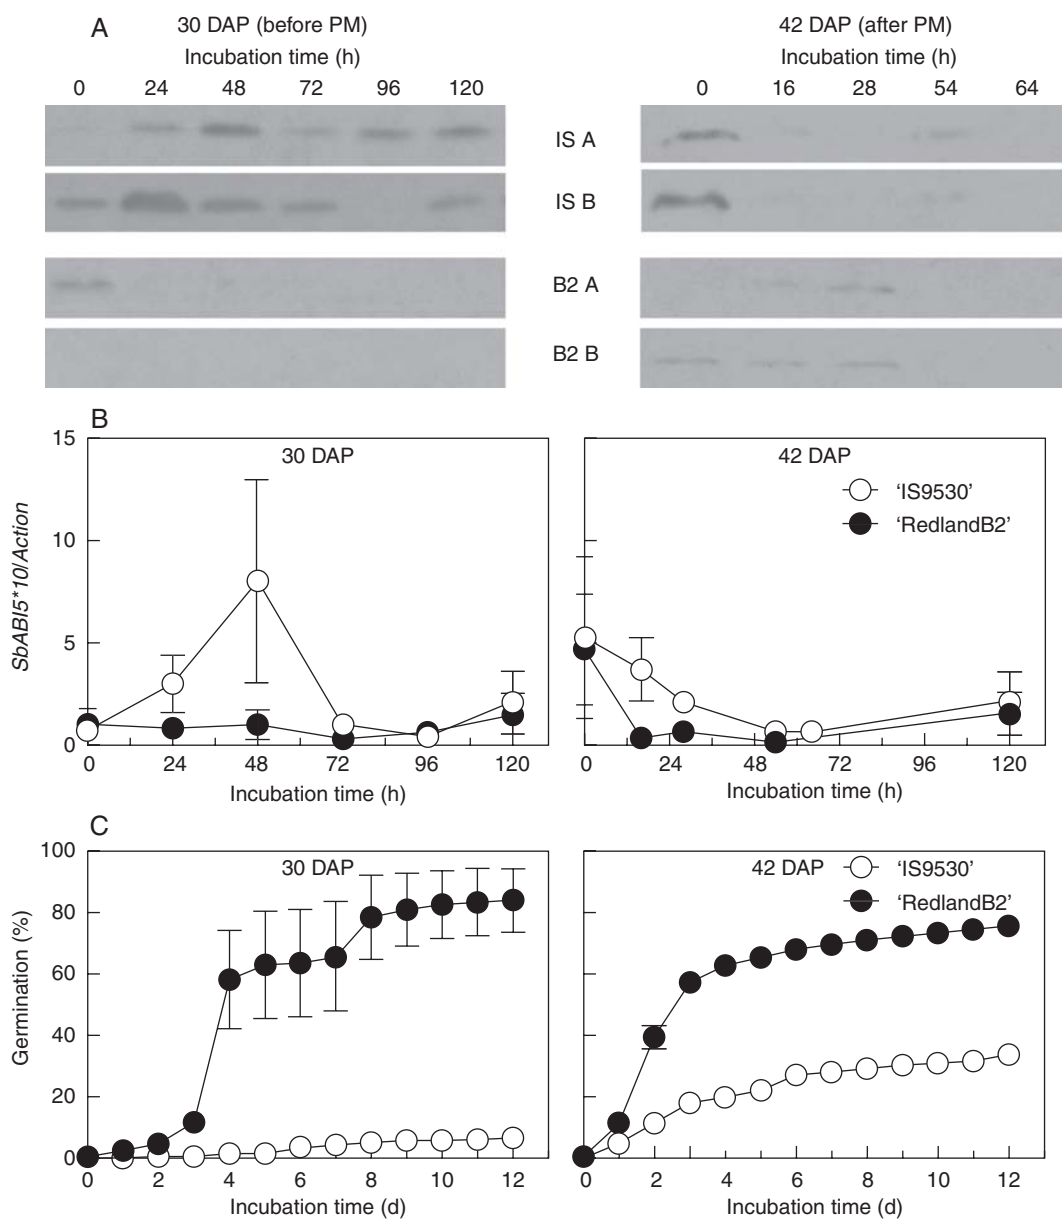 A
30 DAP (before PM)
42 DAP (after PM)
Incubation time (h)
Incubation time (h)
0 24 48 72 96 120
0 16 28 54 64
IS A
IS B
B2 A
B2 B
B
15
10
5
0
SbABI5*10/Action
30 DAP
0 24 48 72 96 120
Incubation time (h)
42 DAP
‘IS9530’
‘RedlandB2’
0 24 48 72 96 120
Incubation time (h)
C
100
80
60
40
20
0
Germination (%)
30 DAP
0 2 4 6 8 10 12
Incubation time (d)
42 DAP
‘IS9530’
‘RedlandB2’
0 2 4 6 8 10 12
Incubation time (d)